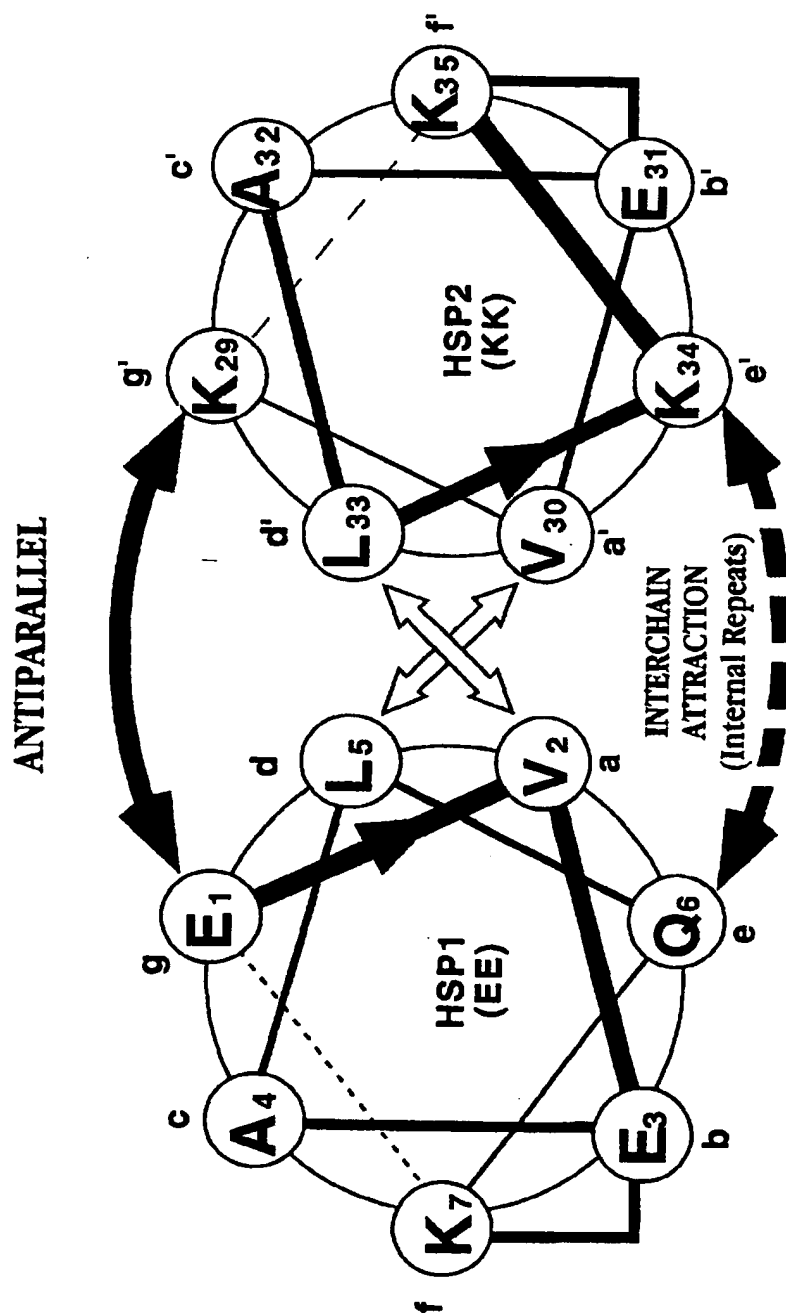 ANTIPARALLEL
g
E1
d
L5
c
A4
HSP1
(EE)
f
K7
V2
a
Q6
e
E3
b
g'
K29
c'
A32
f'
K35
d'
L33
HSP2
(KK)
V30
a'
K34
e'
E31
b'
INTERCHAIN
ATTRACTION
(Internal Repeats)